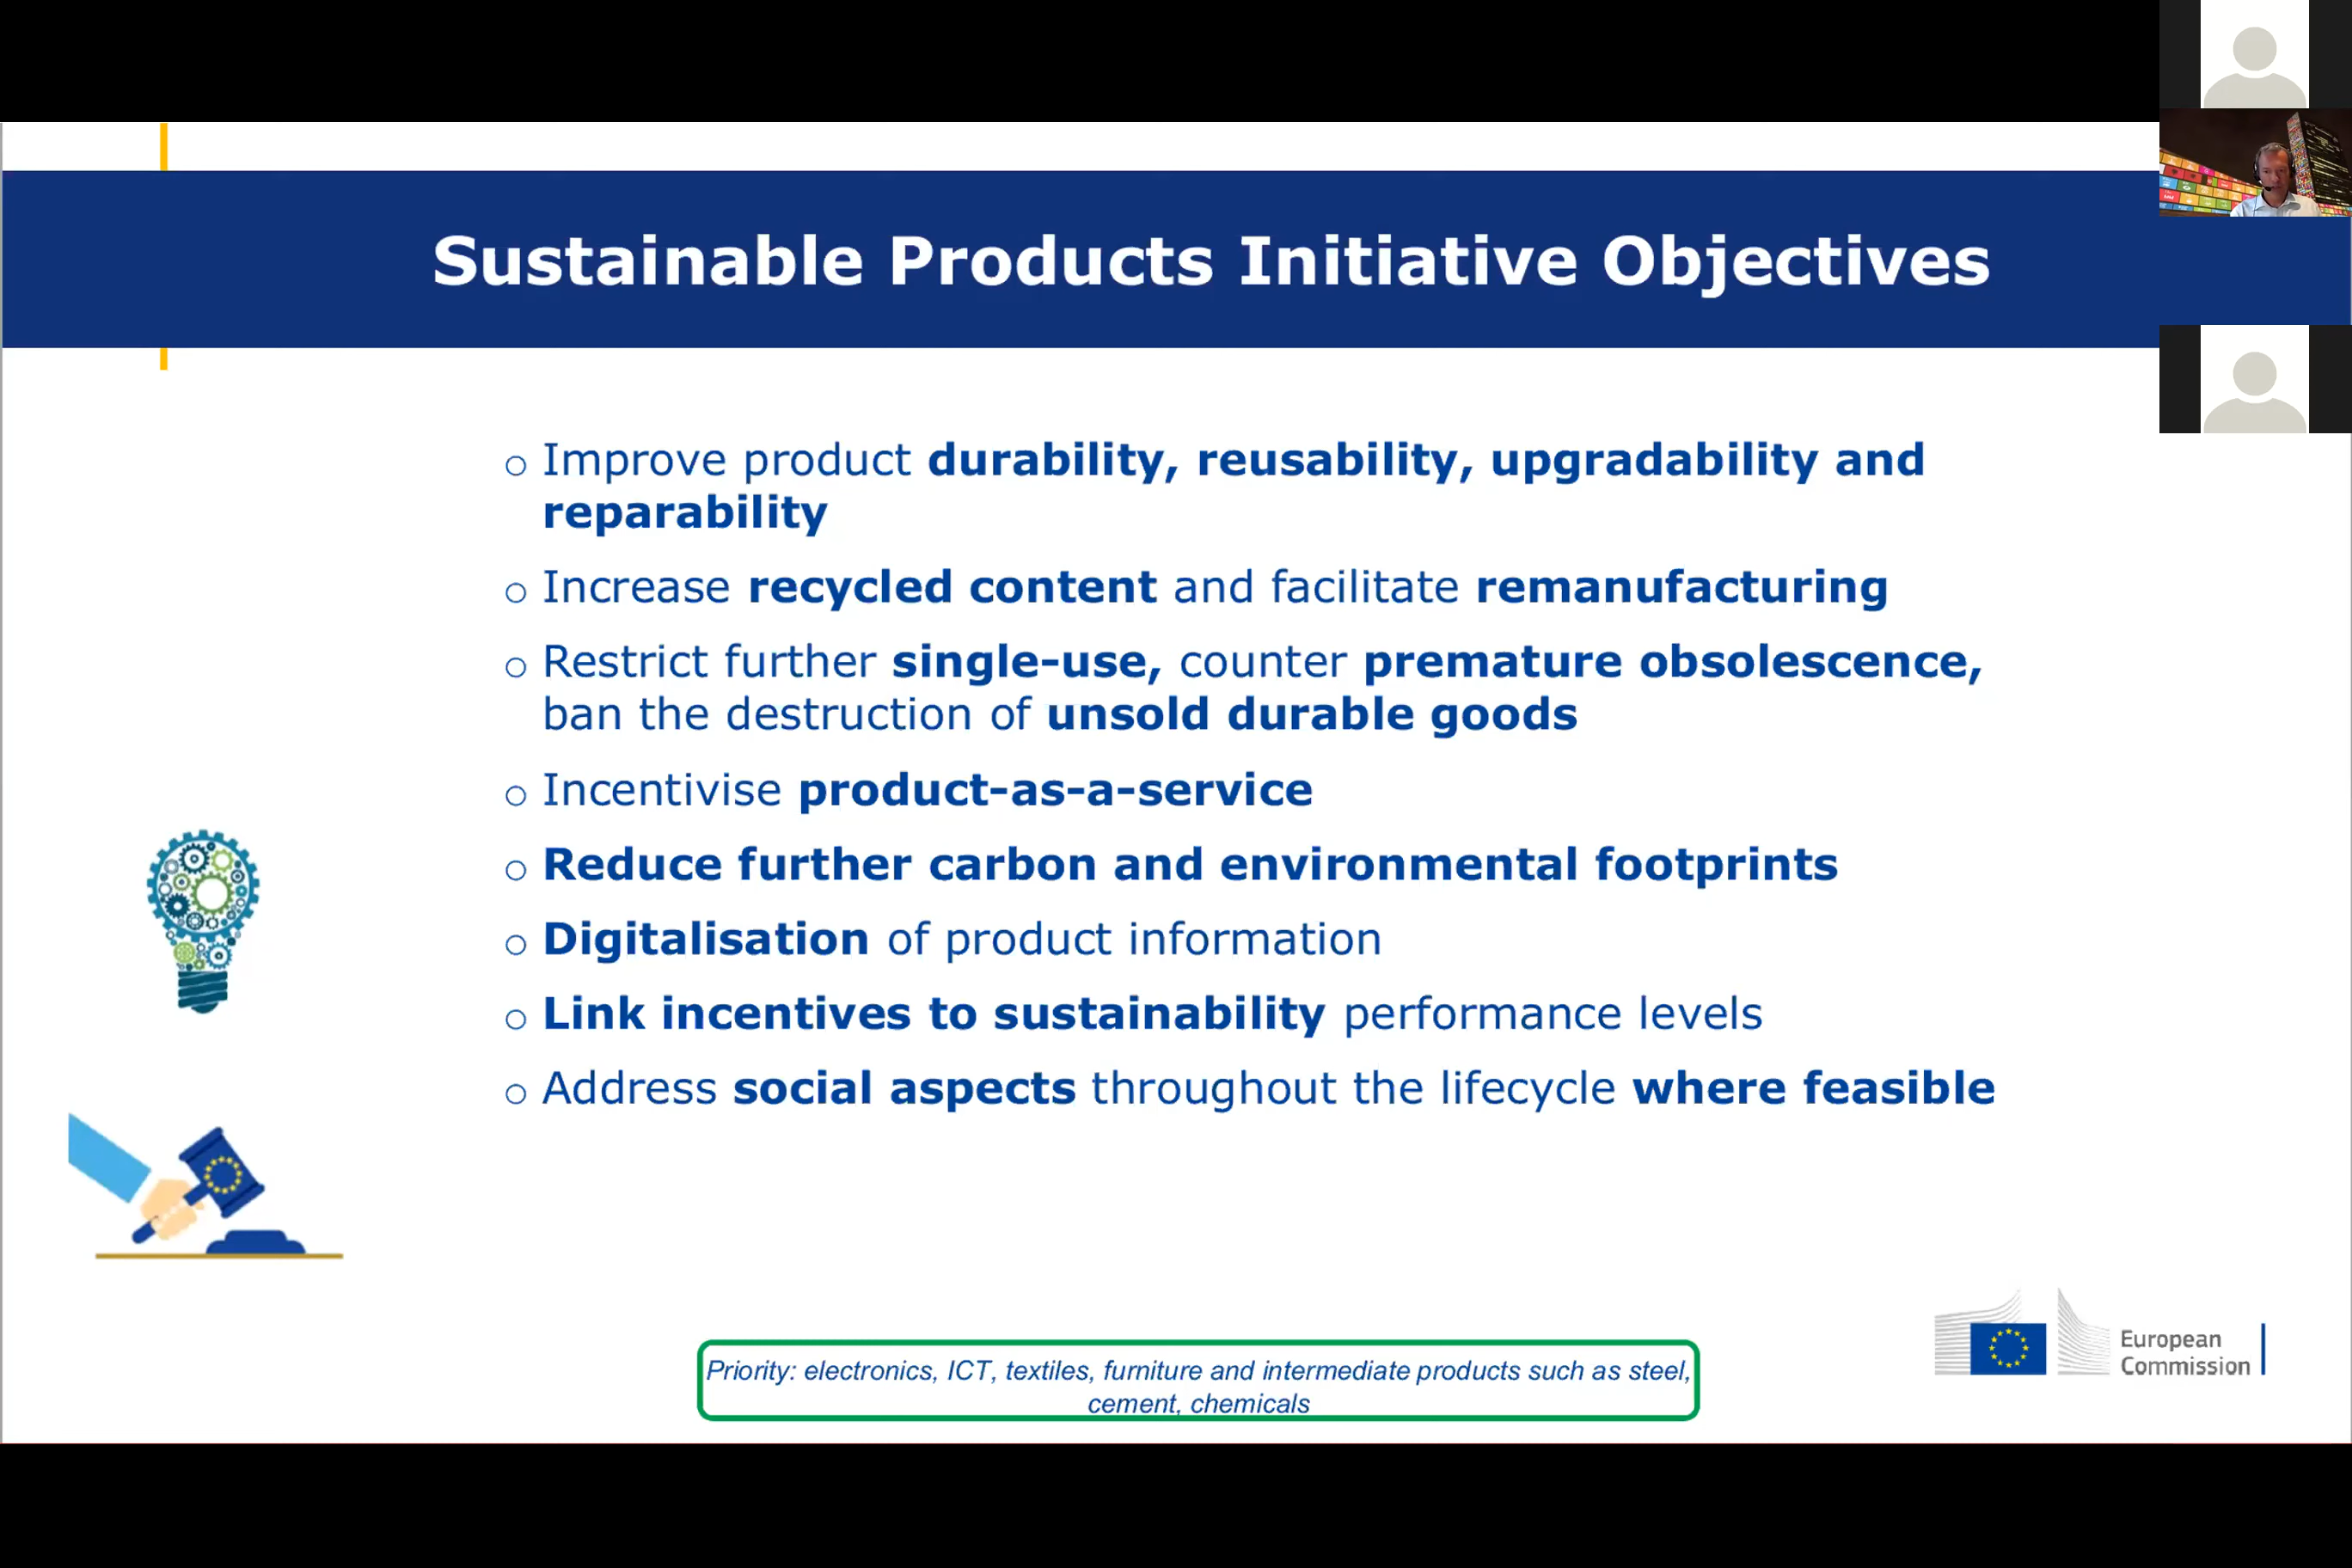 Sustainable Products Initiative Objectives
o Improve product durability, reusability, upgradability and
reparability
o Increase recycled content and facilitate remanufacturing
o Restrict further single-use, counter premature obsolescence,
ban the destruction of unsold durable goods
o Incentivise product-as-a-service
o Reduce further carbon and environmental footprints
o Digitalisation of product information
o Link incentives to sustainability performance levels
o Address social aspects throughout the lifecycle where feasible
Priority: electronics, ICT, textiles, furniture and intermediate products such as steel,
cement, chemicals
European
Commission